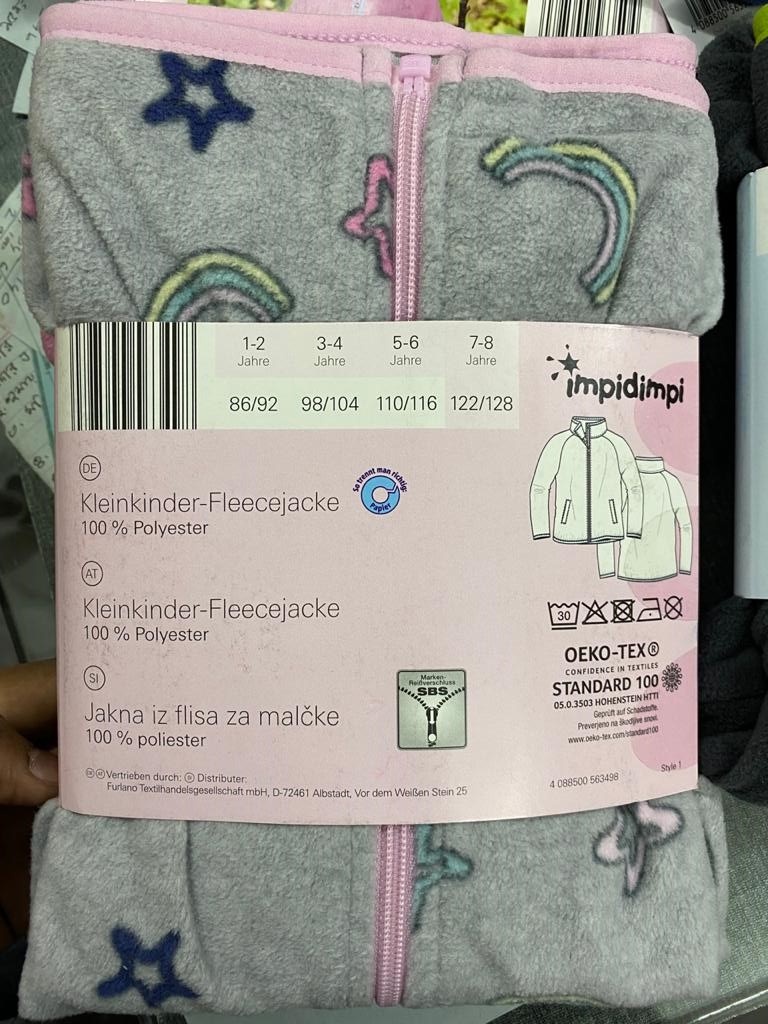 1-2 3-4 5-6 7-8
Jahre Jahre Jahre Jahre
86/92 98/104 110/116 122/128
impidimpi
DE
Kleinkinder-Fleecejacke
100 % Polyester
So trennt man richtig:
Papier
AT
Kleinkinder-Fleecejacke
100 % Polyester
SI
Jakna iz flisa za malčke
100 % poliester
Marken-
Reißverschluss
SBS
30
OEKO-TEX®
CONFIDENCE IN TEXTILES
STANDARD 100
05.0.3503 HOHENSTEIN HTTI
Geprüft auf Schadstoffe.
Preverjeno na škodljive snovi.
www.oeko-tex.com/standard100
DE AT Vertrieben durch: SI Distributer:
Furlano Textilhandelsgesellschaft mbH, D-72461 Albstadt, Vor dem Weißen Stein 25
4 088500 563498
Style 1